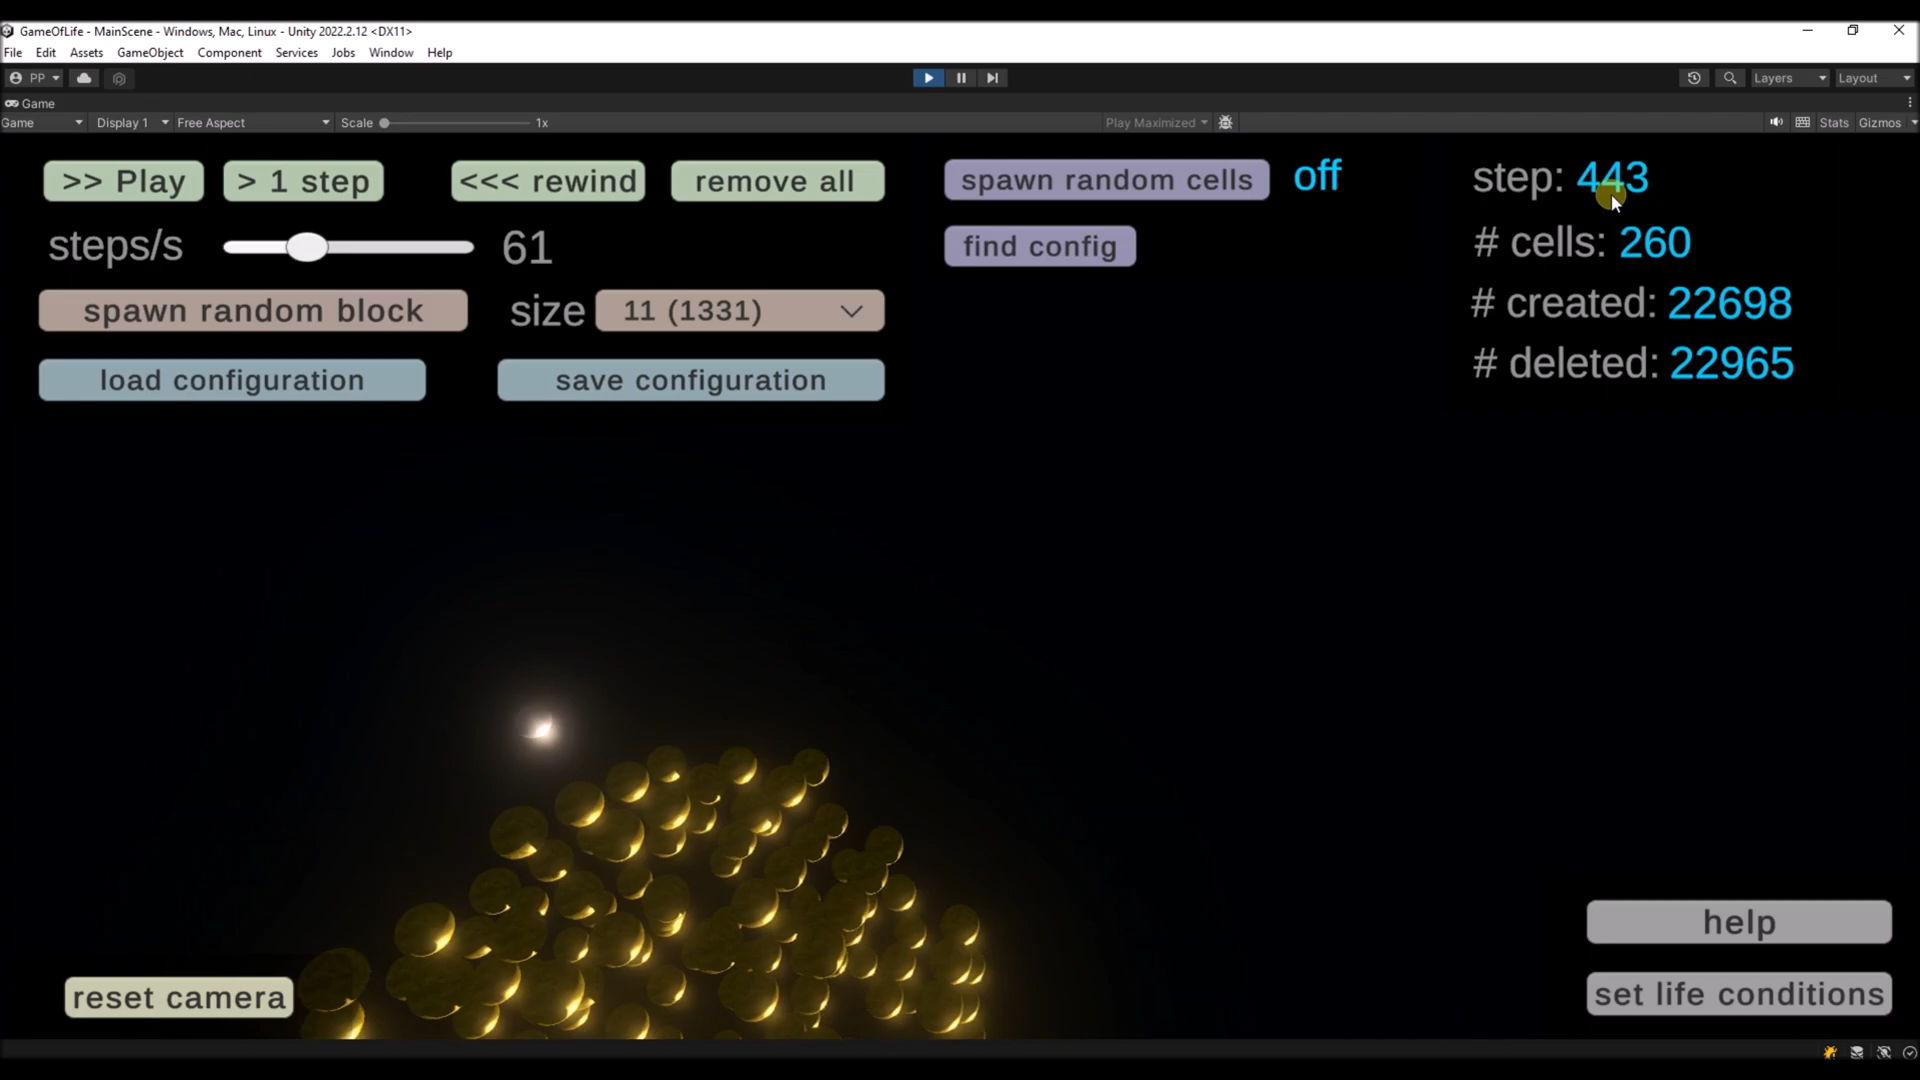 GameOfLife - MainScene - Windows, Mac, Linux - Unity 2022.2.12 <DX11>
File Edit Assets GameObject Component Services Jobs Window Help
PP Layers Layout
Game
Game Display 1 Free Aspect Scale 1x Play Maximized Stats Gizmos
>> Play > 1 step <<< rewind remove all spawn random cells off step: 443
steps/s 61 find config # cells: 260
spawn random block size 11 (1331) # created: 22698
load configuration save configuration # deleted: 22965
help
reset camera set life conditions